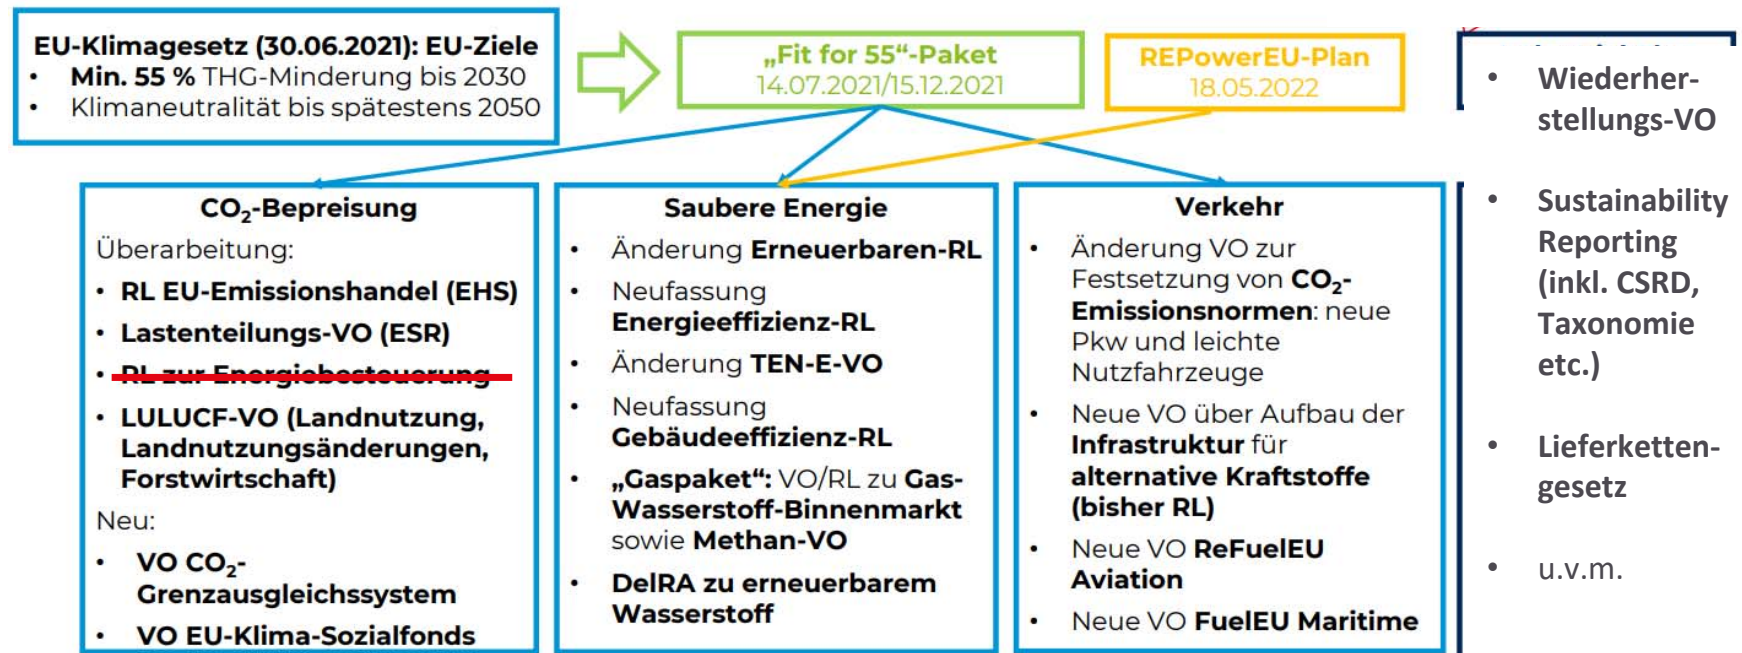 EU-Klimagesetz (30.06.2021): EU-Ziele
• Min. 55 % THG-Minderung bis 2030
• Klimaneutralität bis spätestens 2050
„Fit for 55“-Paket
14.07.2021/15.12.2021
REPowerEU-Plan
18.05.2022
CO₂-Bepreisung
Überarbeitung:
• RL EU-Emissionshandel (EHS)
• Lastenteilungs-VO (ESR)
• RL zur Energiebesteuerung
• LULUCF-VO (Landnutzung,
Landnutzungsänderungen,
Forstwirtschaft)
Neu:
• VO CO₂-
Grenzausgleichssystem
• VO EU-Klima-Sozialfonds
Saubere Energie
• Änderung Erneuerbaren-RL
• Neufassung
Energieeffizienz-RL
• Änderung TEN-E-VO
• Neufassung
Gebäudeeffizienz-RL
• „Gaspaket“: VO/RL zu Gas-
Wasserstoff-Binnenmarkt
sowie Methan-VO
• DelRA zu erneuerbarem
Wasserstoff
Verkehr
• Änderung VO zur
Festsetzung von CO₂-
Emissionsnormen: neue
Pkw und leichte
Nutzfahrzeuge
• Neue VO über Aufbau der
Infrastruktur für
alternative Kraftstoffe
(bisher RL)
• Neue VO ReFuelEU
Aviation
• Neue VO FuelEU Maritime
• Wiederher-
stellungs-VO
• Sustainability
Reporting
(inkl. CSRD,
Taxonomie
etc.)
• Lieferketten-
gesetz
• u.v.m.